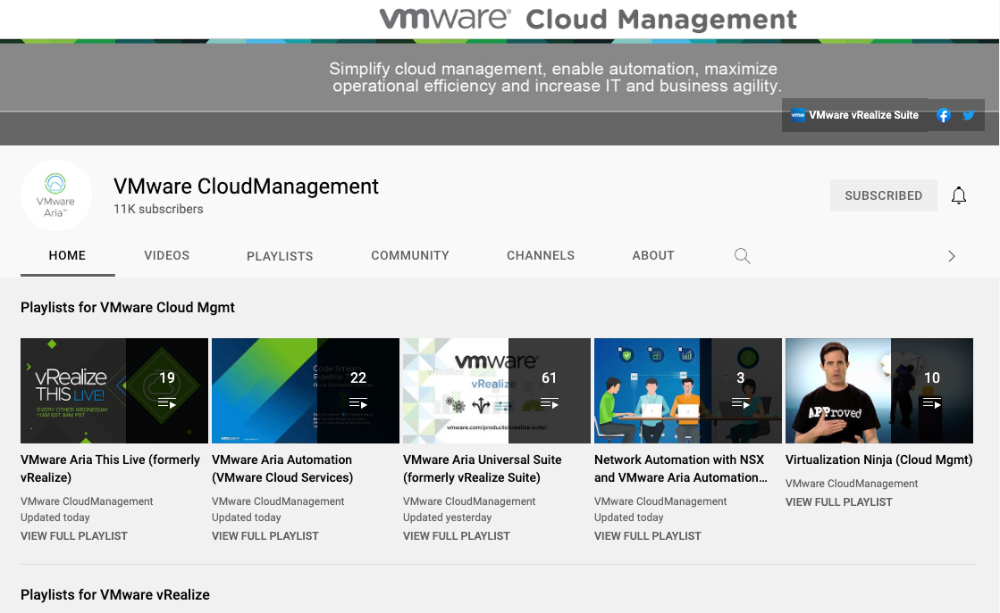 vmware® Cloud Management
Simplify cloud management, enable automation, maximize
operational efficiency and increase IT and business agility.
vmw VMware vRealize Suite
VMware
Aria™
VMware CloudManagement
11K subscribers
SUBSCRIBED
HOME VIDEOS PLAYLISTS COMMUNITY CHANNELS ABOUT
Playlists for VMware Cloud Mgmt
vRealize
THIS LIVE!
EVERY OTHER WEDNESDAY
11AM EST 8AM PST
19
Code Stream
Pipeline
22
vmware
vmware®
vRealize
vmware.com/products/vrealize-suite/
61
3
APProved
10
VMware Aria This Live (formerly
vRealize)
VMware CloudManagement
Updated today
VIEW FULL PLAYLIST
VMware Aria Automation
(VMware Cloud Services)
VMware CloudManagement
Updated today
VIEW FULL PLAYLIST
VMware Aria Universal Suite
(formerly vRealize Suite)
VMware CloudManagement
Updated yesterday
VIEW FULL PLAYLIST
Network Automation with NSX
and VMware Aria Automation...
VMware CloudManagement
Updated today
VIEW FULL PLAYLIST
Virtualization Ninja (Cloud Mgmt)
VMware CloudManagement
VIEW FULL PLAYLIST
Playlists for VMware vRealize